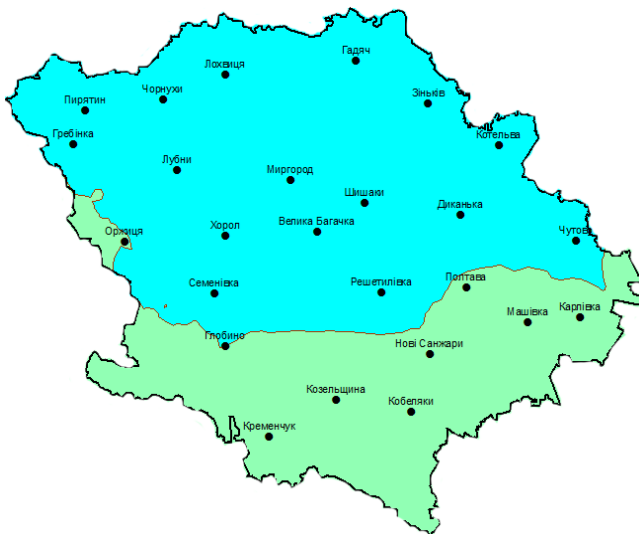 Гадяч
Лохвиця
Чорнухи
Зіньків
Пирятин
Гребінка
Котельва
Лубни
Миргород
Шишаки
Диканька
Оржиця
Хорол
Велика Багачка
Чутове
Семенівка
Решетилівка
Полтава
Машівка
Карлівка
Глобино
Нові Санжари
Козельщина
Кобеляки
Кременчук